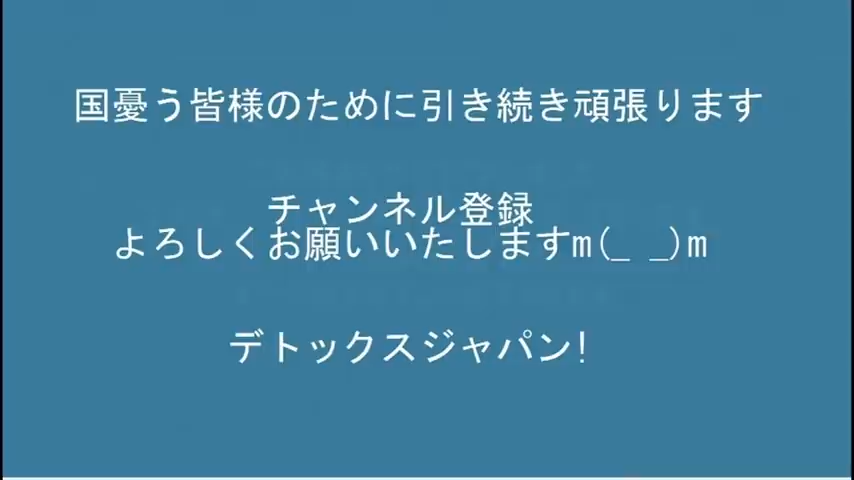 国憂う皆様のために引き続き頑張ります
チャンネル登録
よろしくお願いいたしますm(_ _)m
デトックスジャパン!